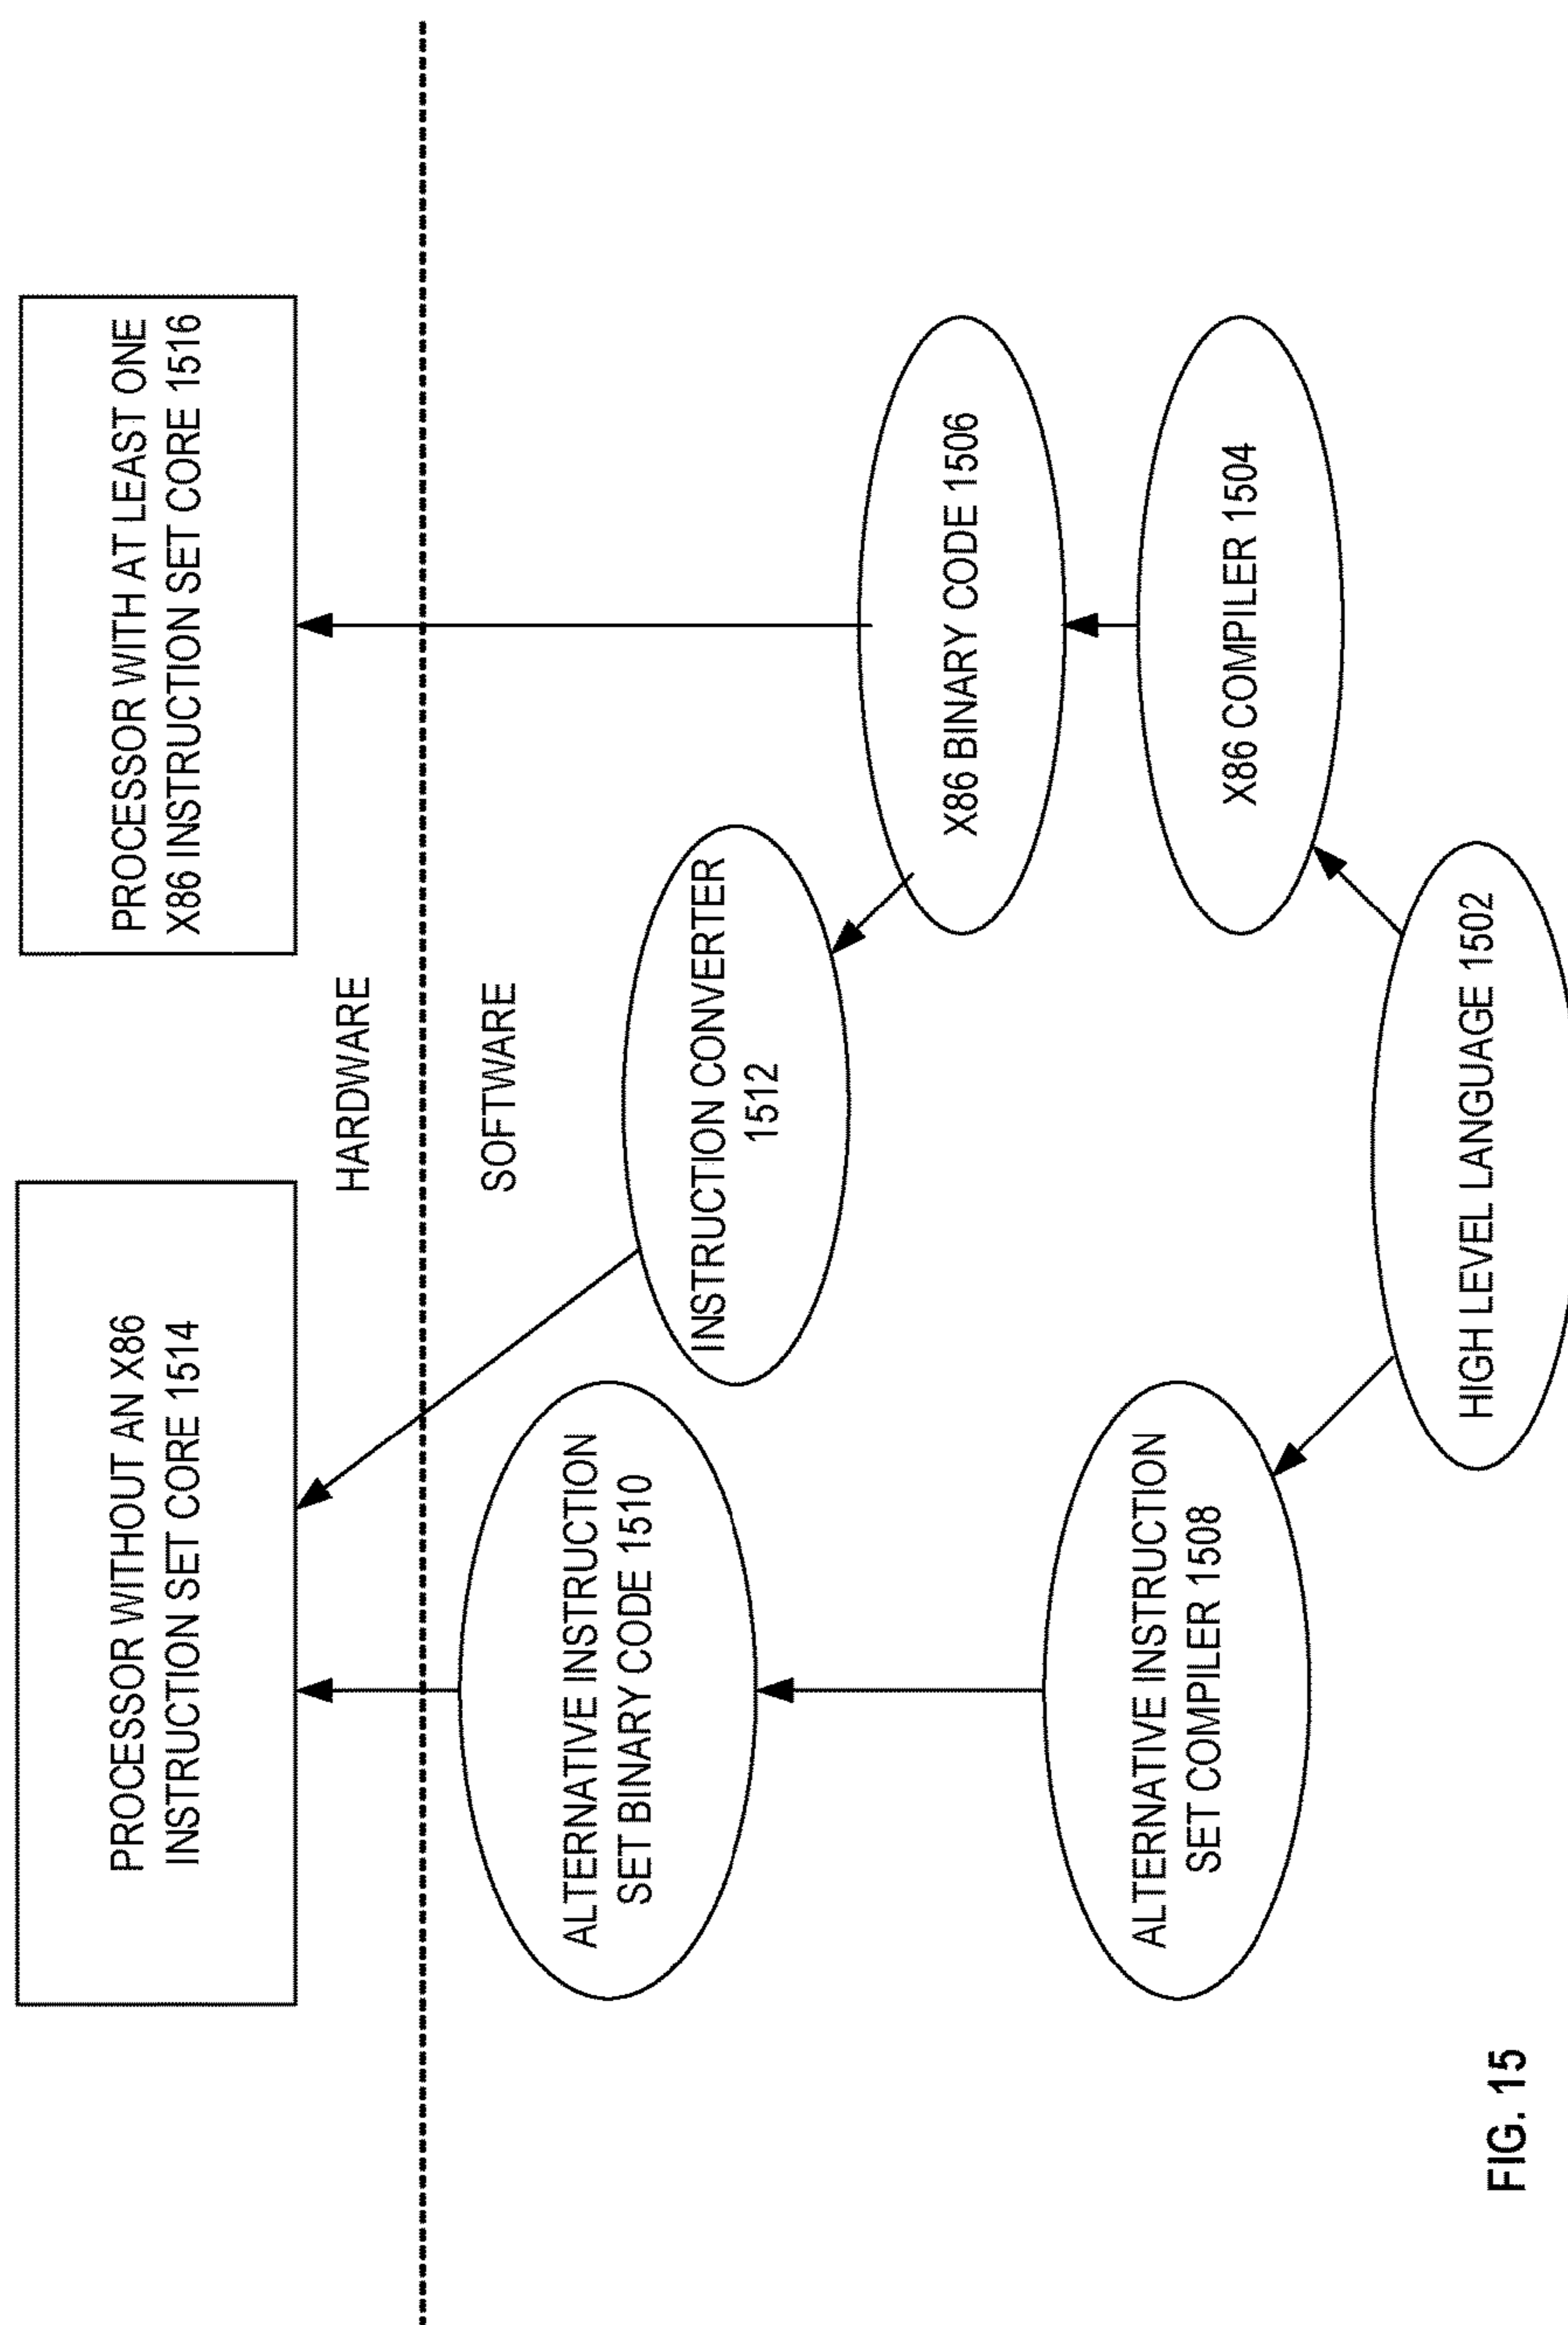 PROCESSOR WITHOUT AN X86
INSTRUCTION SET CORE 1514
PROCESSOR WITH AT LEAST ONE
X86 INSTRUCTION SET CORE 1516
HARDWARE
SOFTWARE
ALTERNATIVE INSTRUCTION
SET BINARY CODE 1510
INSTRUCTION CONVERTER
1512
X86 BINARY CODE 1506
ALTERNATIVE INSTRUCTION
SET COMPILER 1508
X86 COMPILER 1504
HIGH LEVEL LANGUAGE 1502
FIG. 15